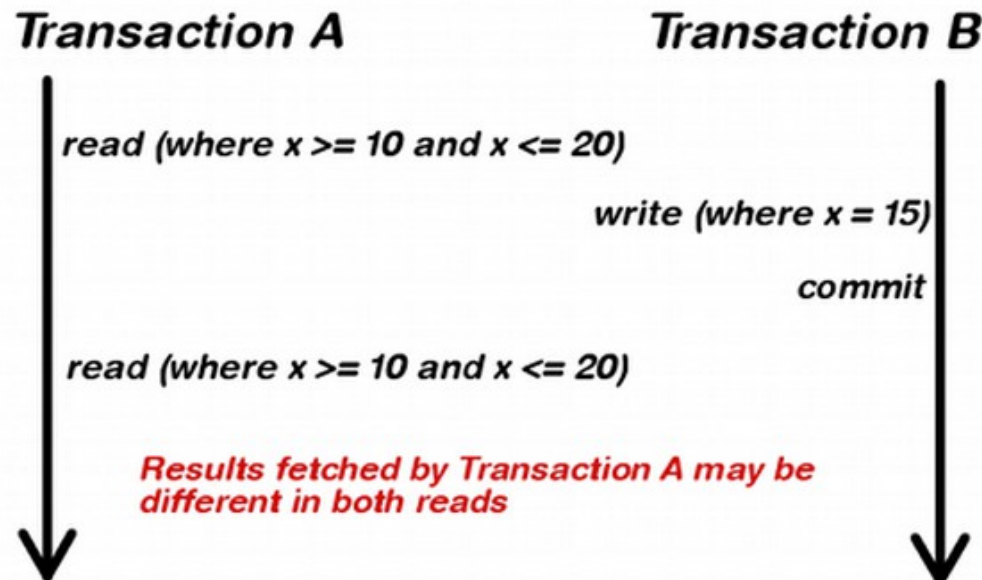 Transaction A
Transaction B
read (where x >= 10 and x <= 20)
write (where x = 15)
commit
read (where x >= 10 and x <= 20)
Results fetched by Transaction A may be
different in both reads